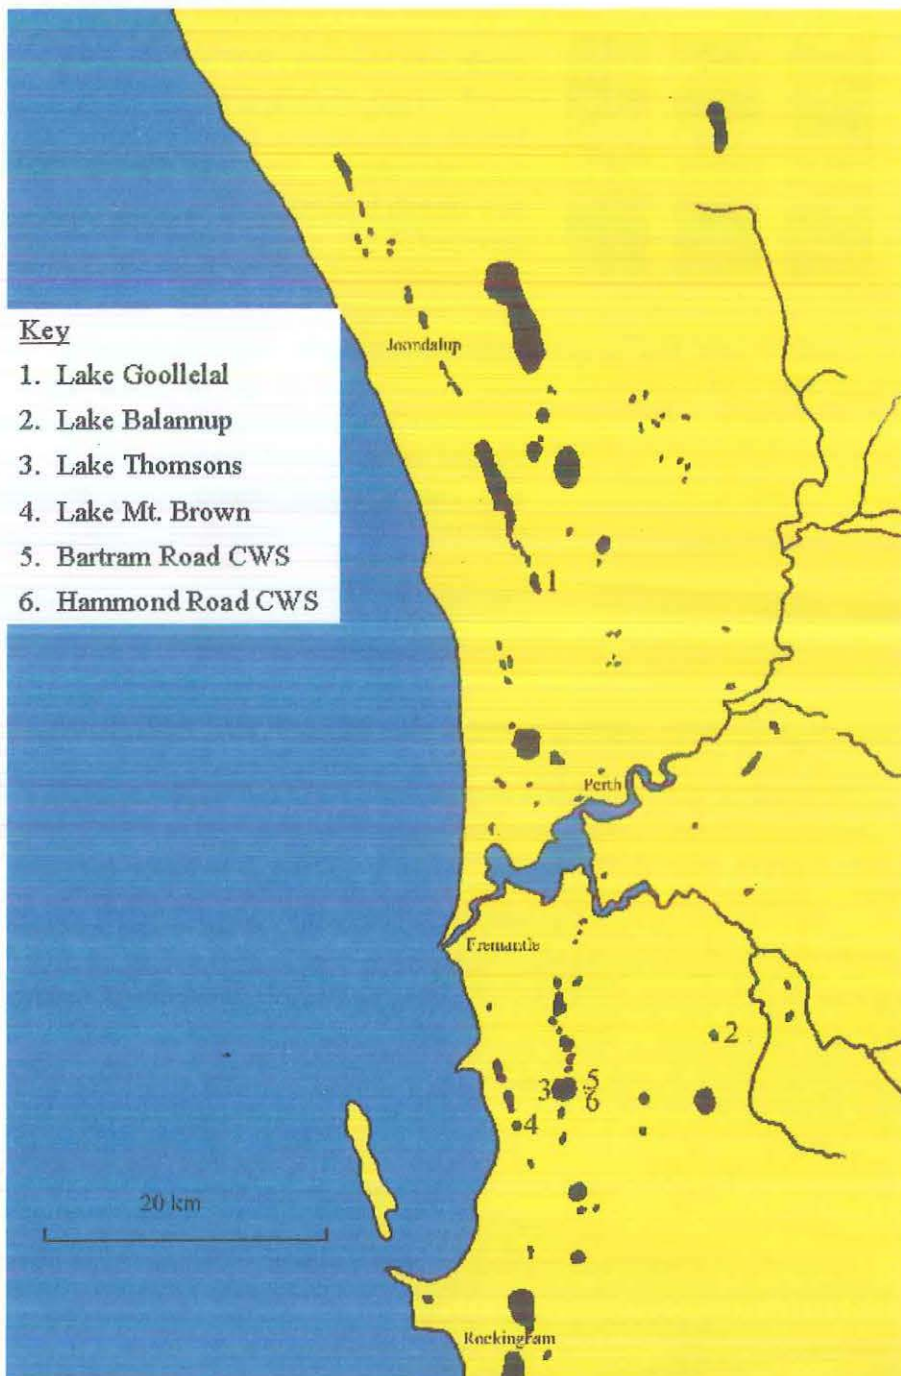 Key
1. Lake Goollelal
2. Lake Balannup
3. Lake Thomsons
4. Lake Mt. Brown
5. Bartram Road CWS
6. Hammond Road CWS
Joondalup
1
Perth
Fremantle
2
3
5
6
4
20 km
Rockingram